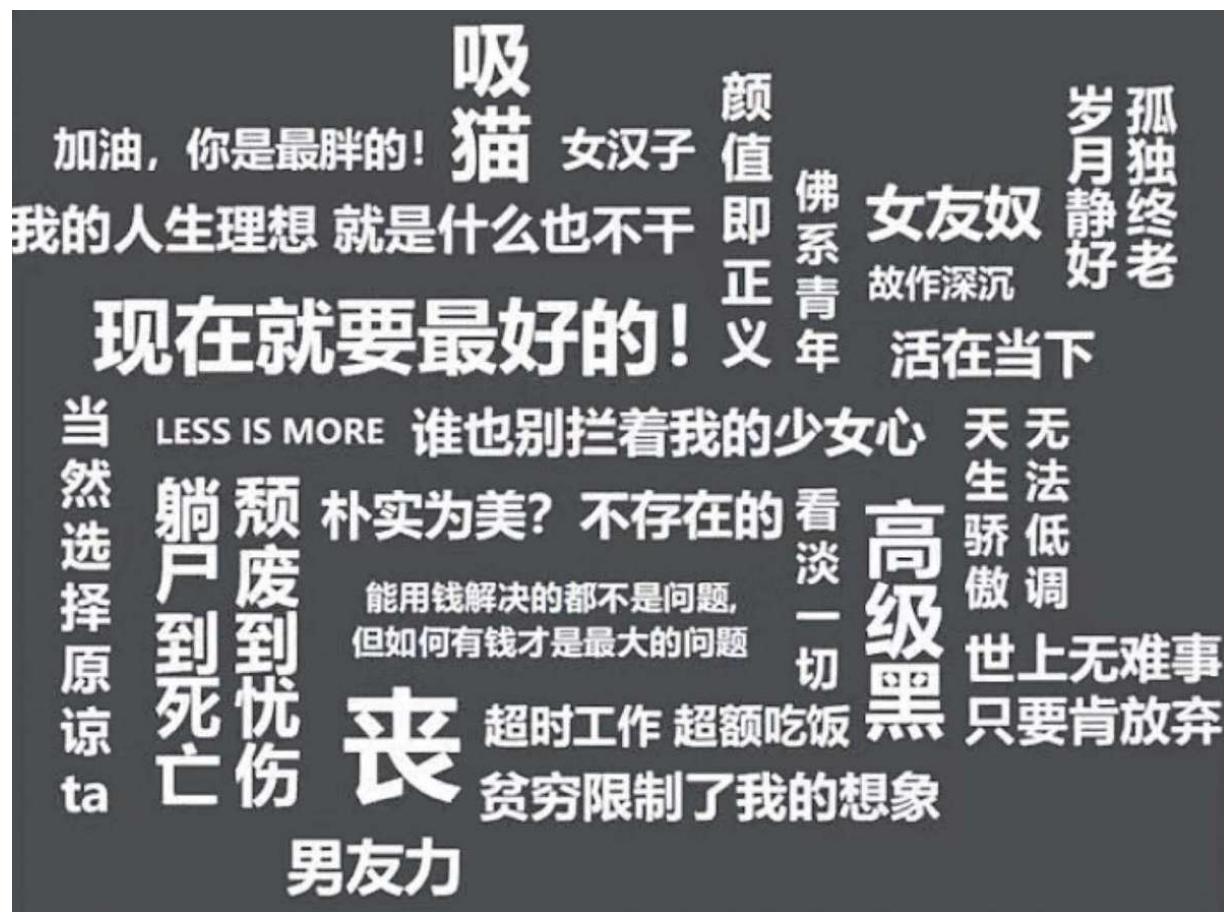 吸猫
加油，你是最胖的！
女汉子
颜值即正义
佛系青年
岁月静好
孤独终老
我的人生理想 就是什么也不干
女友奴
故作深沉
现在就要最好的！
活在当下
当然选择原谅ta
LESS IS MORE
谁也别拦着我的少女心
天生骄傲
无法低调
躺尸到死亡
颓废到忧伤
朴实为美？不存在的
看淡一切
高级黑
能用钱解决的都不是问题，
但如何有钱才是最大的问题
世上无难事
只要肯放弃
丧
超时工作 超额吃饭
贫穷限制了我的想象
男友力